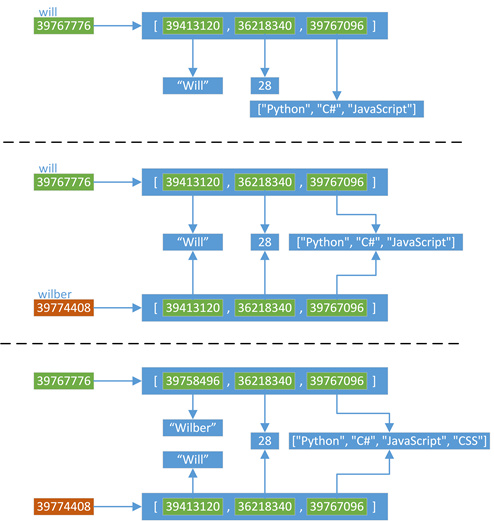 will
39767776 [ 39413120 , 36218340 , 39767096 ]
“Will” 28
["Python", "C#", "JavaScript"]
will
39767776 [ 39413120 , 36218340 , 39767096 ]
“Will” 28 ["Python", "C#", "JavaScript"]
wilber
39774408 [ 39413120 , 36218340 , 39767096 ]
39767776 [ 39758496 , 36218340 , 39767096 ]
“Wilber”
28 ["Python", "C#", "JavaScript", "CSS"]
“Will”
39774408 [ 39413120 , 36218340 , 39767096 ]